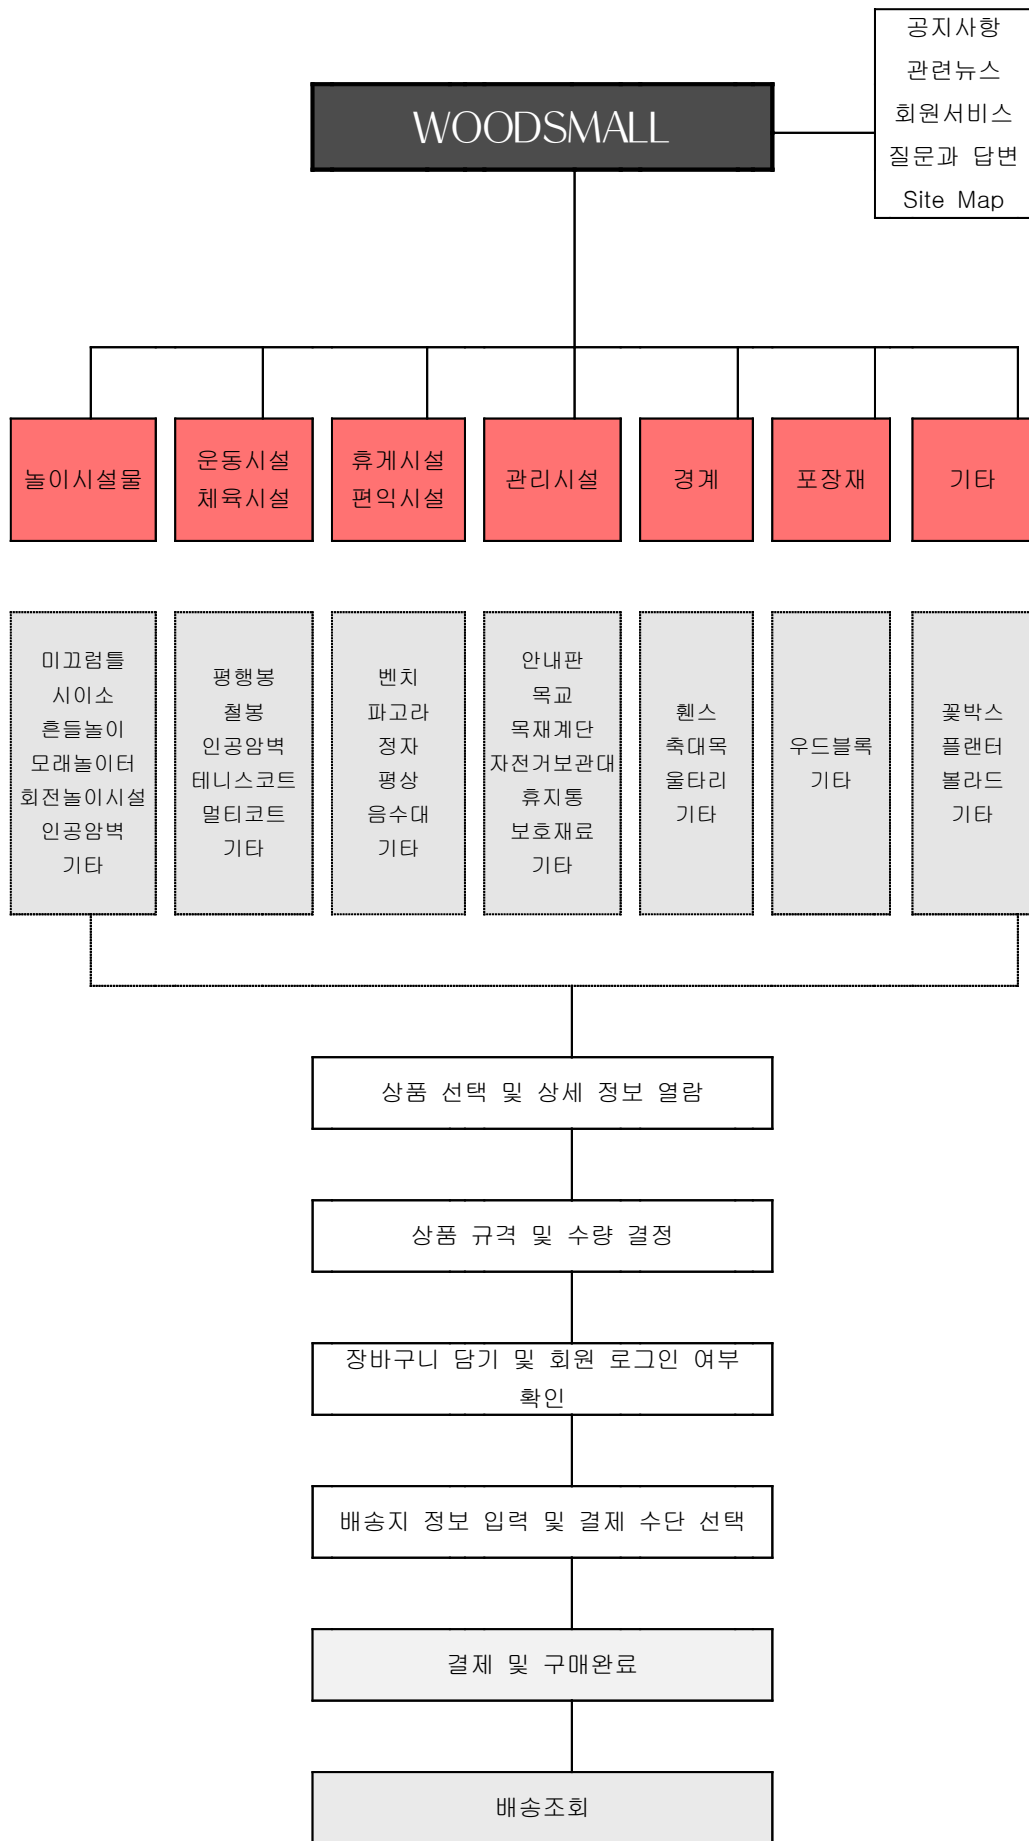 공지사항
관련뉴스
회원서비스
질문과 답변
Site Map
WOODSMALL
놀이시설물
운동시설
체육시설
휴게시설
편익시설
관리시설
경계
포장재
기타
미끄럼틀
시이소
흔들놀이
모래놀이터
회전놀이시설
인공암벽
기타
평행봉
철봉
인공암벽
테니스코트
멀티코트
기타
벤치
파고라
정자
평상
음수대
기타
안내판
목교
목재계단
자전거보관대
휴지통
보호재료
기타
휀스
축대목
울타리
기타
우드블록
기타
꽃박스
플랜터
볼라드
기타
상품 선택 및 상세 정보 열람
상품 규격 및 수량 결정
장바구니 담기 및 회원 로그인 여부
확인
배송지 정보 입력 및 결제 수단 선택
결제 및 구매완료
배송조회